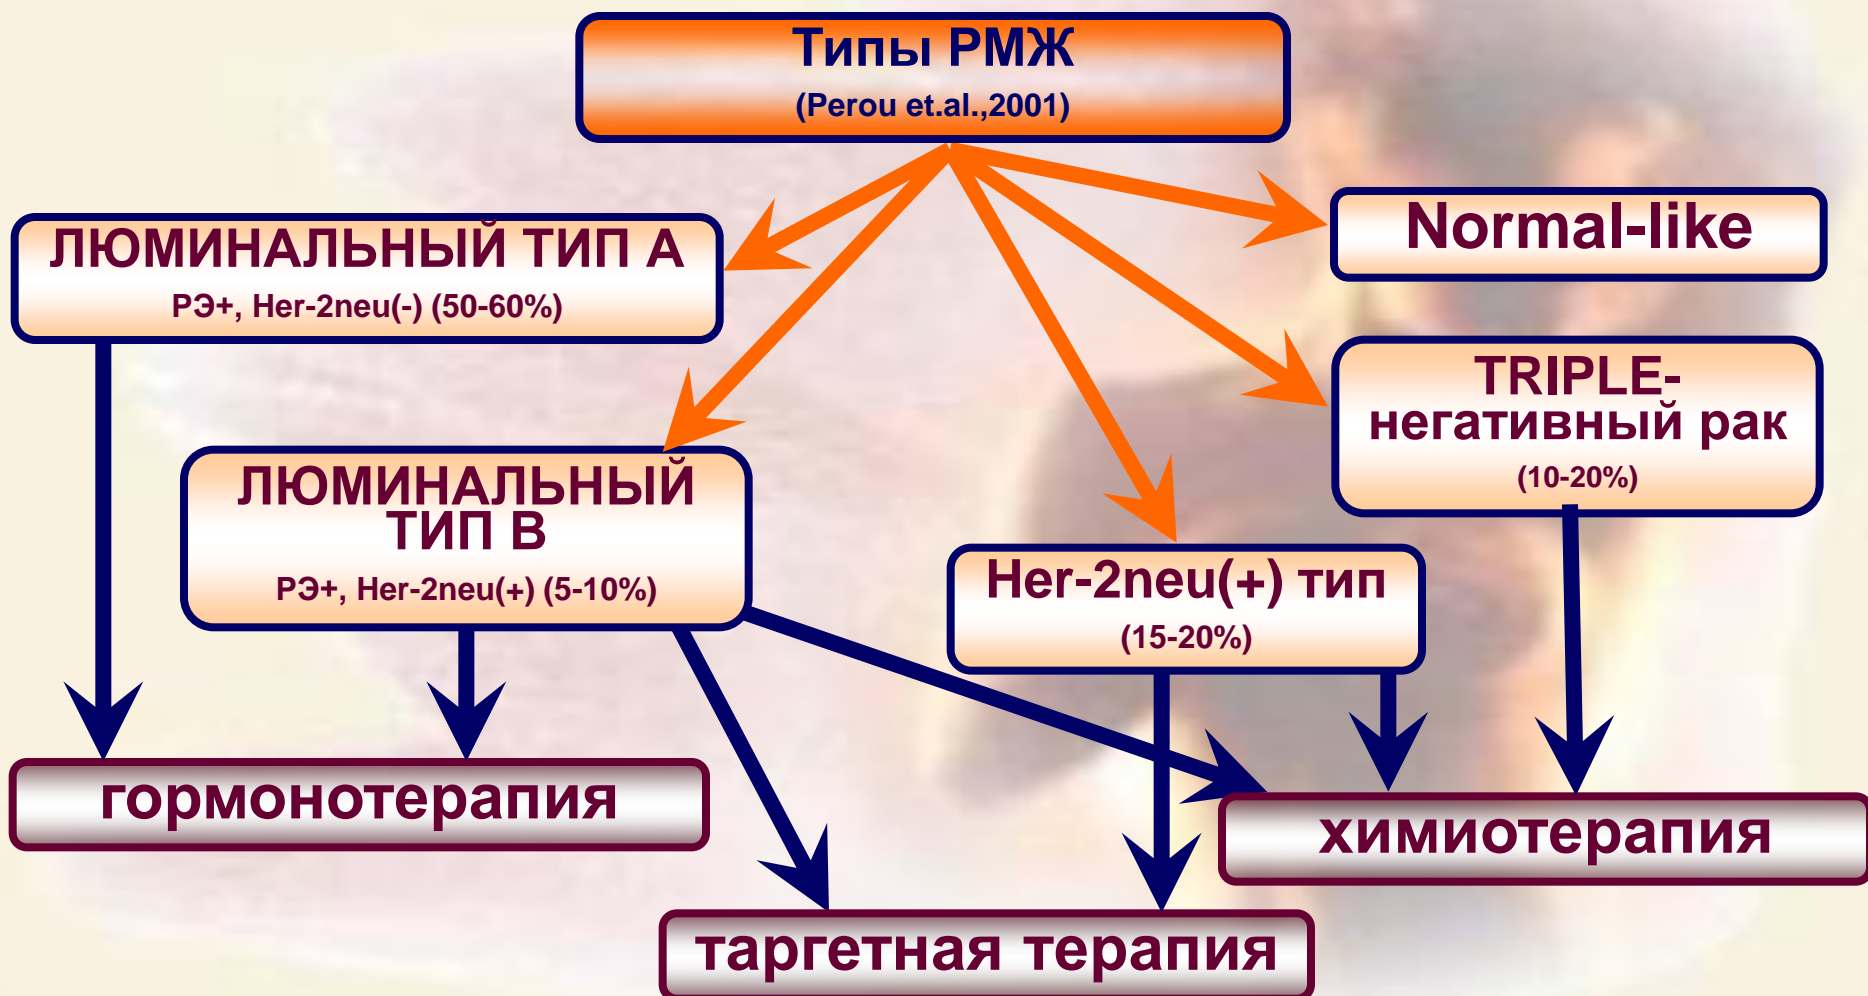 Типы РМЖ
(Perou et.al.,2001)
ЛЮМИНАЛЬНЫЙ ТИП А
РЭ+, Her-2neu(-) (50-60%)
Normal-like
TRIPLE-
негативный рак
(10-20%)
ЛЮМИНАЛЬНЫЙ
ТИП В
РЭ+, Her-2neu(+) (5-10%)
Her-2neu(+) тип
(15-20%)
гормонотерапия
химиотерапия
таргетная терапия